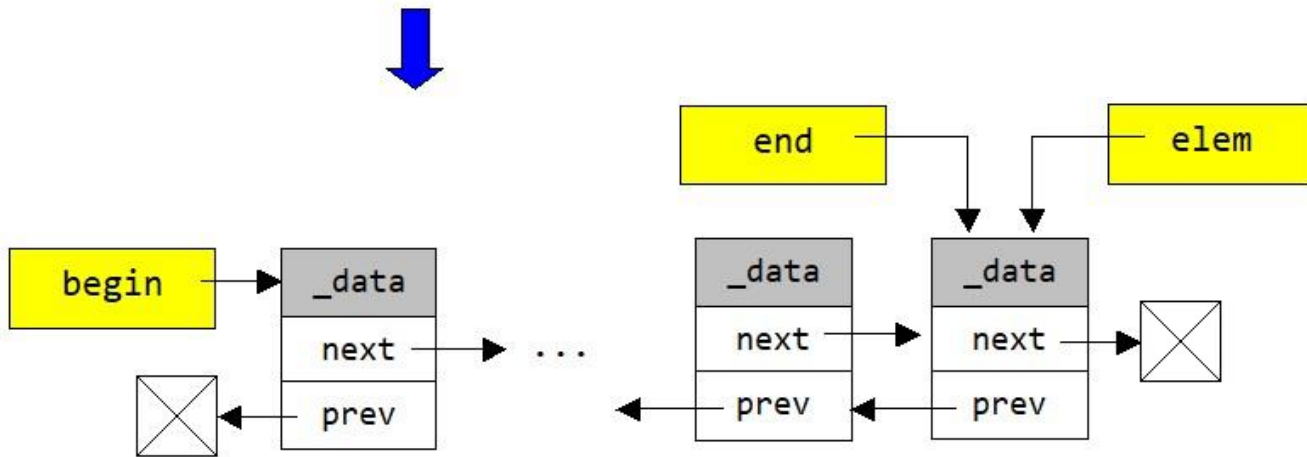 end
elem
begin
_data
_data
_data
next
...
next
next
prev
prev
prev